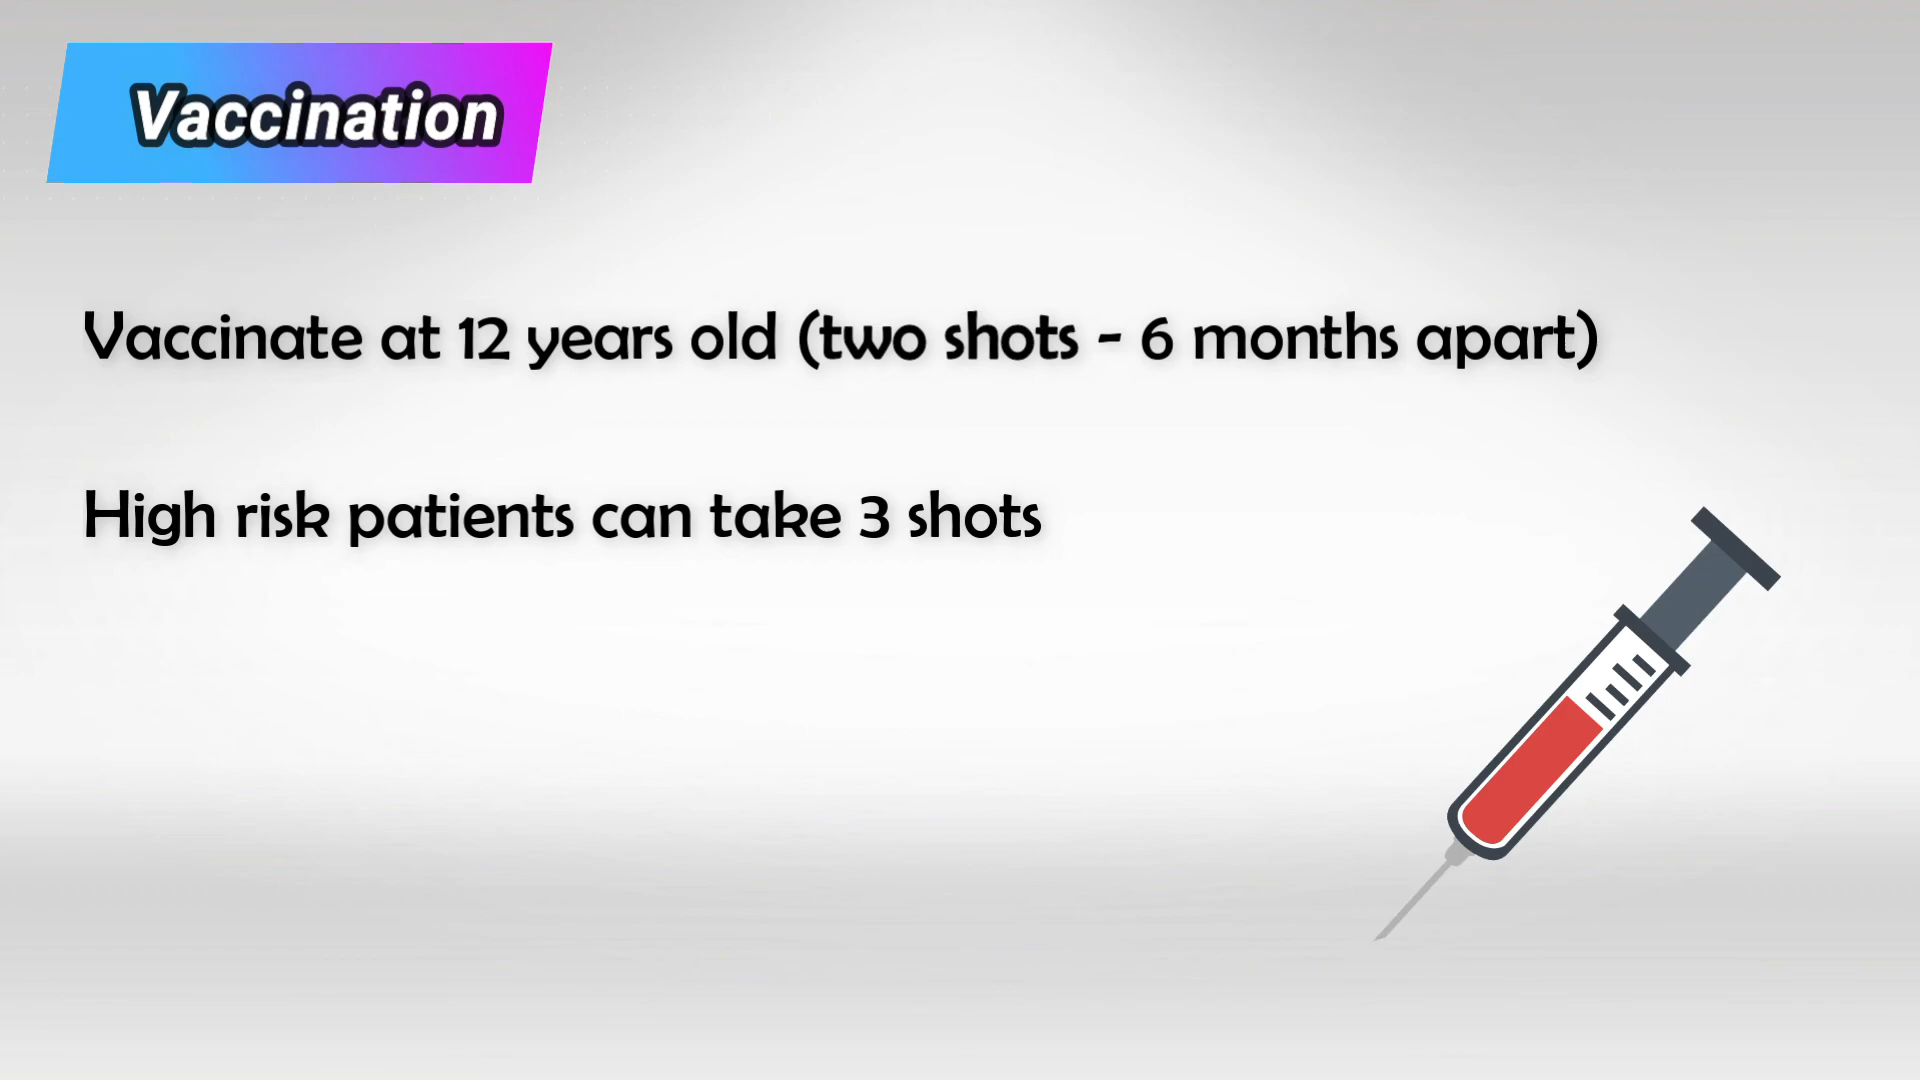 Vaccination
Vaccinate at 12 years old (two shots - 6 months apart)
High risk patients can take 3 shots